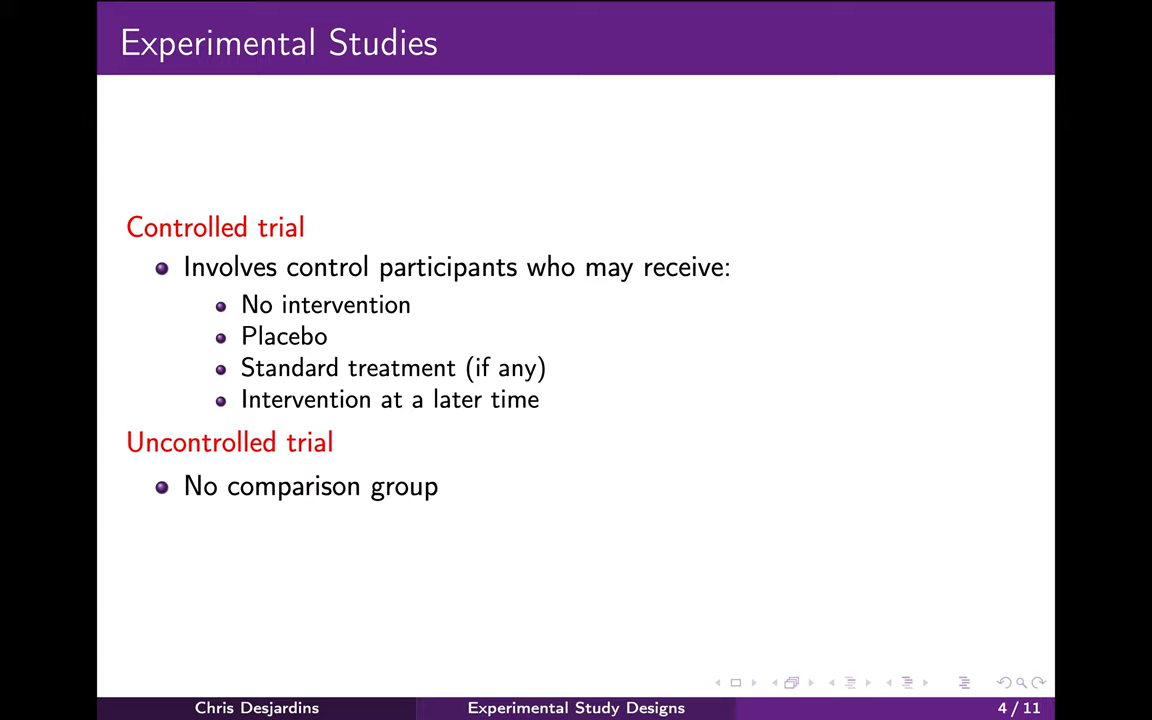 Experimental Studies
Controlled trial
Involves control participants who may receive:
No intervention
Placebo
Standard treatment (if any)
Intervention at a later time
Uncontrolled trial
No comparison group
Chris Desjardins
Experimental Study Designs
4 / 11